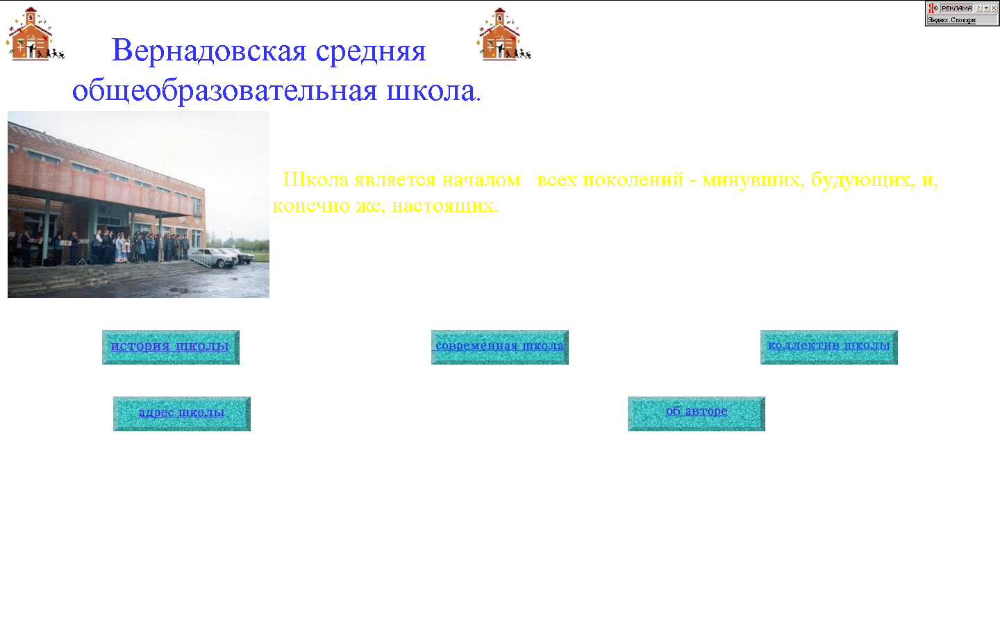 Я РЕКЛАМА
Яндекс.Словари
Вернадовская средняя
общеобразовательная школа.
Школа является началом всех поколений - минувших, будующих, и,
конечно же, настоящих.
история школы
современная школа
коллектив школы
адрес школы
об авторе